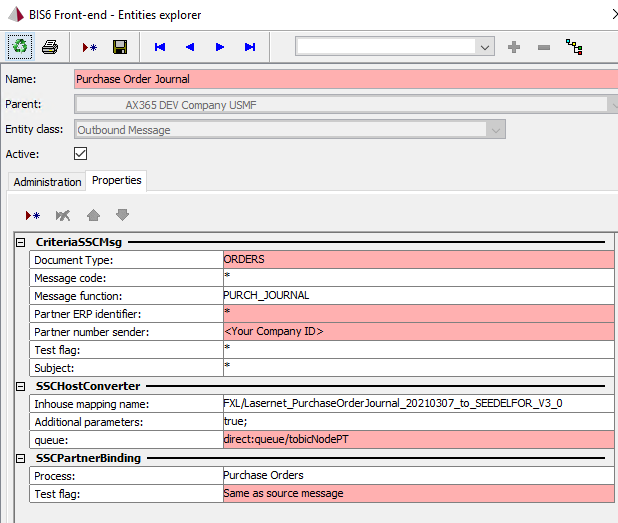 BIS6 Front-end - Entities explorer
Name: Purchase Order Journal
Parent: AX365 DEV Company USMF
Entity class: Outbound Message
Active:
Administration Properties
CriteriaSSCMsg
Document Type: ORDERS
Message code: *
Message function: PURCH_JOURNAL
Partner ERP identifier: *
Partner number sender: <Your Company ID>
Test flag: *
Subject: *
SSCHostConverter
Inhouse mapping name: FXL/Lasernet_PurchaseOrderJournal_20210307_to_SEEDELFOR_V3_0
Additional parameters: true;
queue: direct:queue/tobicNodePT
SSCPartnerBinding
Process: Purchase Orders
Test flag: Same as source message